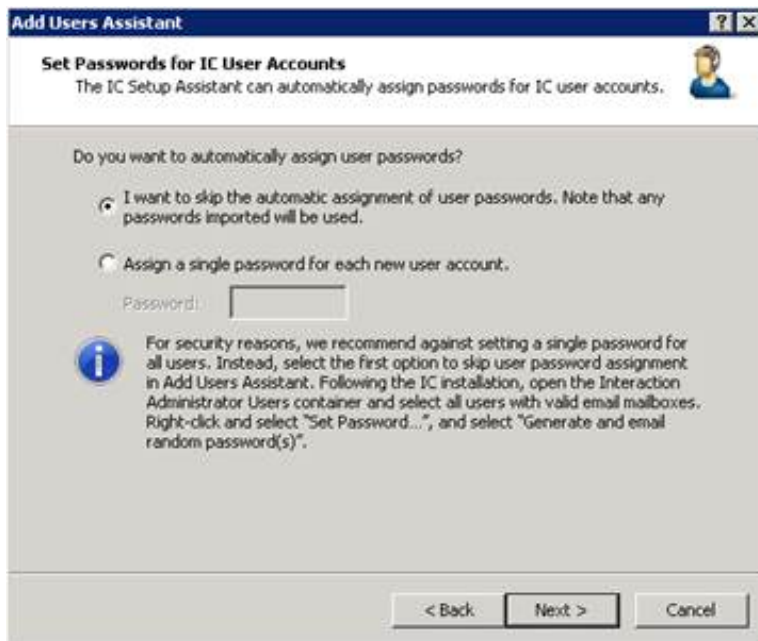 Add Users Assistant
Set Passwords for IC User Accounts
The IC Setup Assistant can automatically assign passwords for IC user accounts.
Do you want to automatically assign user passwords?
I want to skip the automatic assignment of user passwords. Note that any
passwords imported will be used.
Assign a single password for each new user account.
Password:
For security reasons, we recommend against setting a single password for
all users. Instead, select the first option to skip user password assignment
in Add Users Assistant. Following the IC installation, open the Interaction
Administrator Users container and select all users with valid email mailboxes.
Right-click and select "Set Password...", and select "Generate and email
random password(s)".
< Back
Next >
Cancel